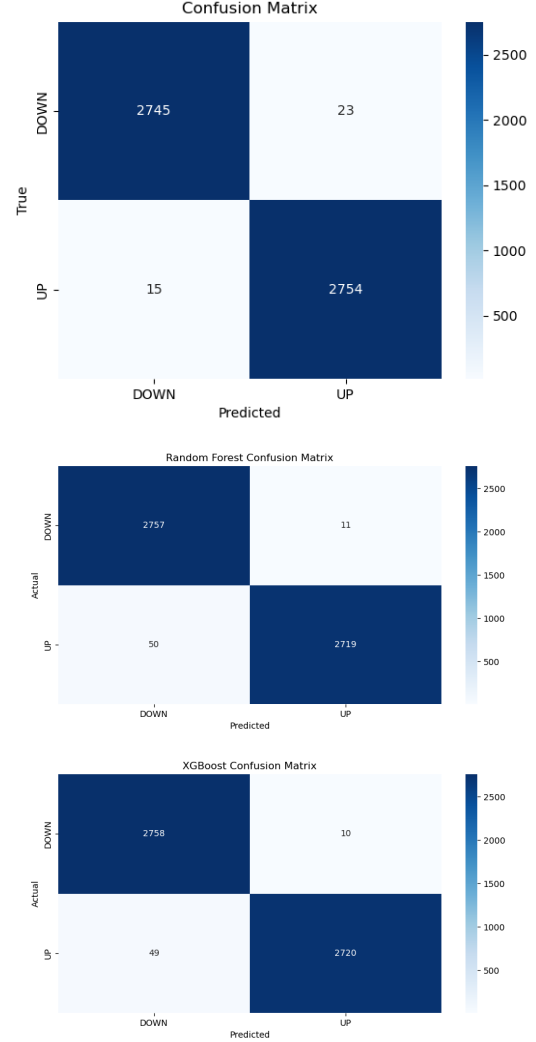 Confusion Matrix
DOWN
2745
23
2500
2000
1500
1000
500
True
UP
15
2754
DOWN
UP
Predicted
Random Forest Confusion Matrix
DOWN
2757
11
2500
2000
1500
1000
500
Actual
UP
50
2719
DOWN
UP
Predicted
XGBoost Confusion Matrix
DOWN
2758
10
2500
2000
1500
1000
500
Actual
UP
49
2720
DOWN
UP
Predicted